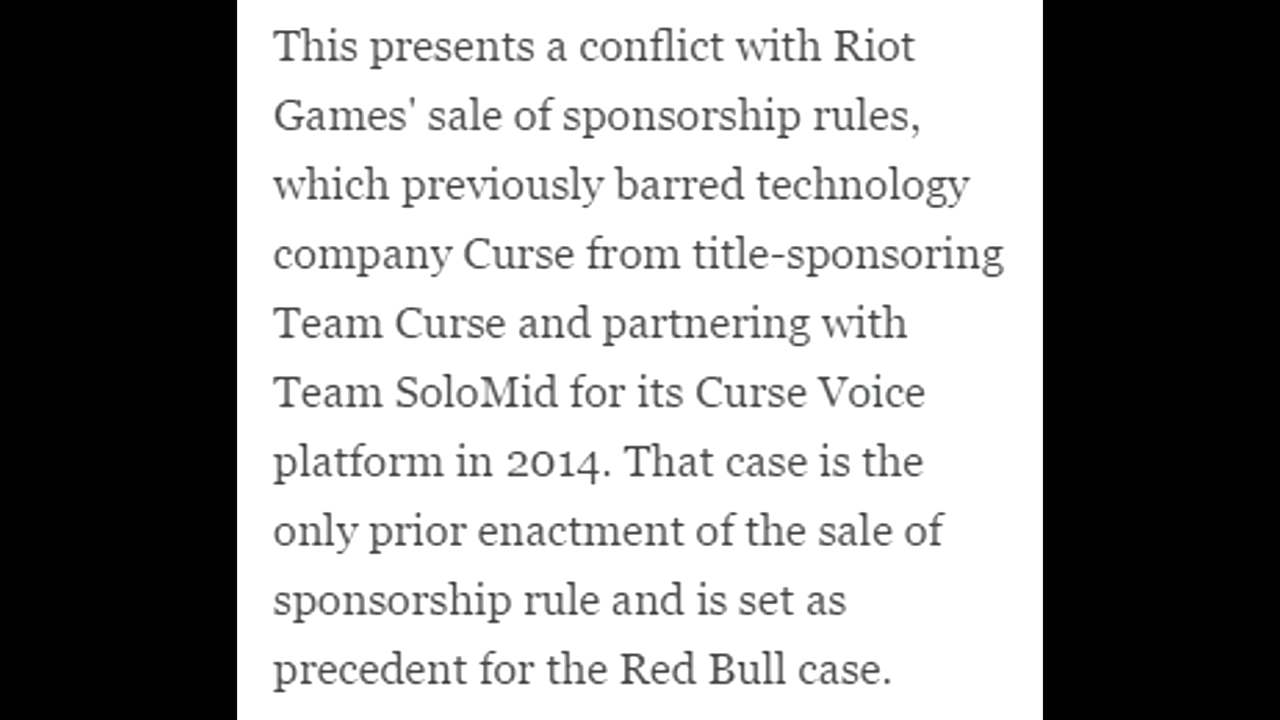 This presents a conflict with Riot
Games' sale of sponsorship rules,
which previously barred technology
company Curse from title-sponsoring
Team Curse and partnering with
Team SoloMid for its Curse Voice
platform in 2014. That case is the
only prior enactment of the sale of
sponsorship rule and is set as
precedent for the Red Bull case.